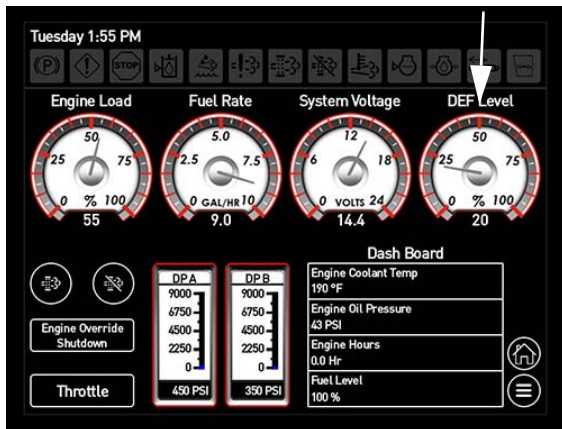 Tuesday 1:55 PM
(P) STOP
Engine Load Fuel Rate System Voltage DEF Level
50 5.0 12 50
25 75 2.5 7.5 6 18 25 75
0 % 100 0 GAL/HR 10 0 VOLTS 24 0 % 100
55 9.0 14.4 20
Dash Board
Engine Coolant Temp
190 °F
Engine Oil Pressure
43 PSI
Engine Hours
0.0 Hr
Fuel Level
100 %
DP A DP B
9000 9000
6750 6750
4500 4500
2250 2250
0 0
450 PSI 350 PSI
Engine Override
Shutdown
Throttle